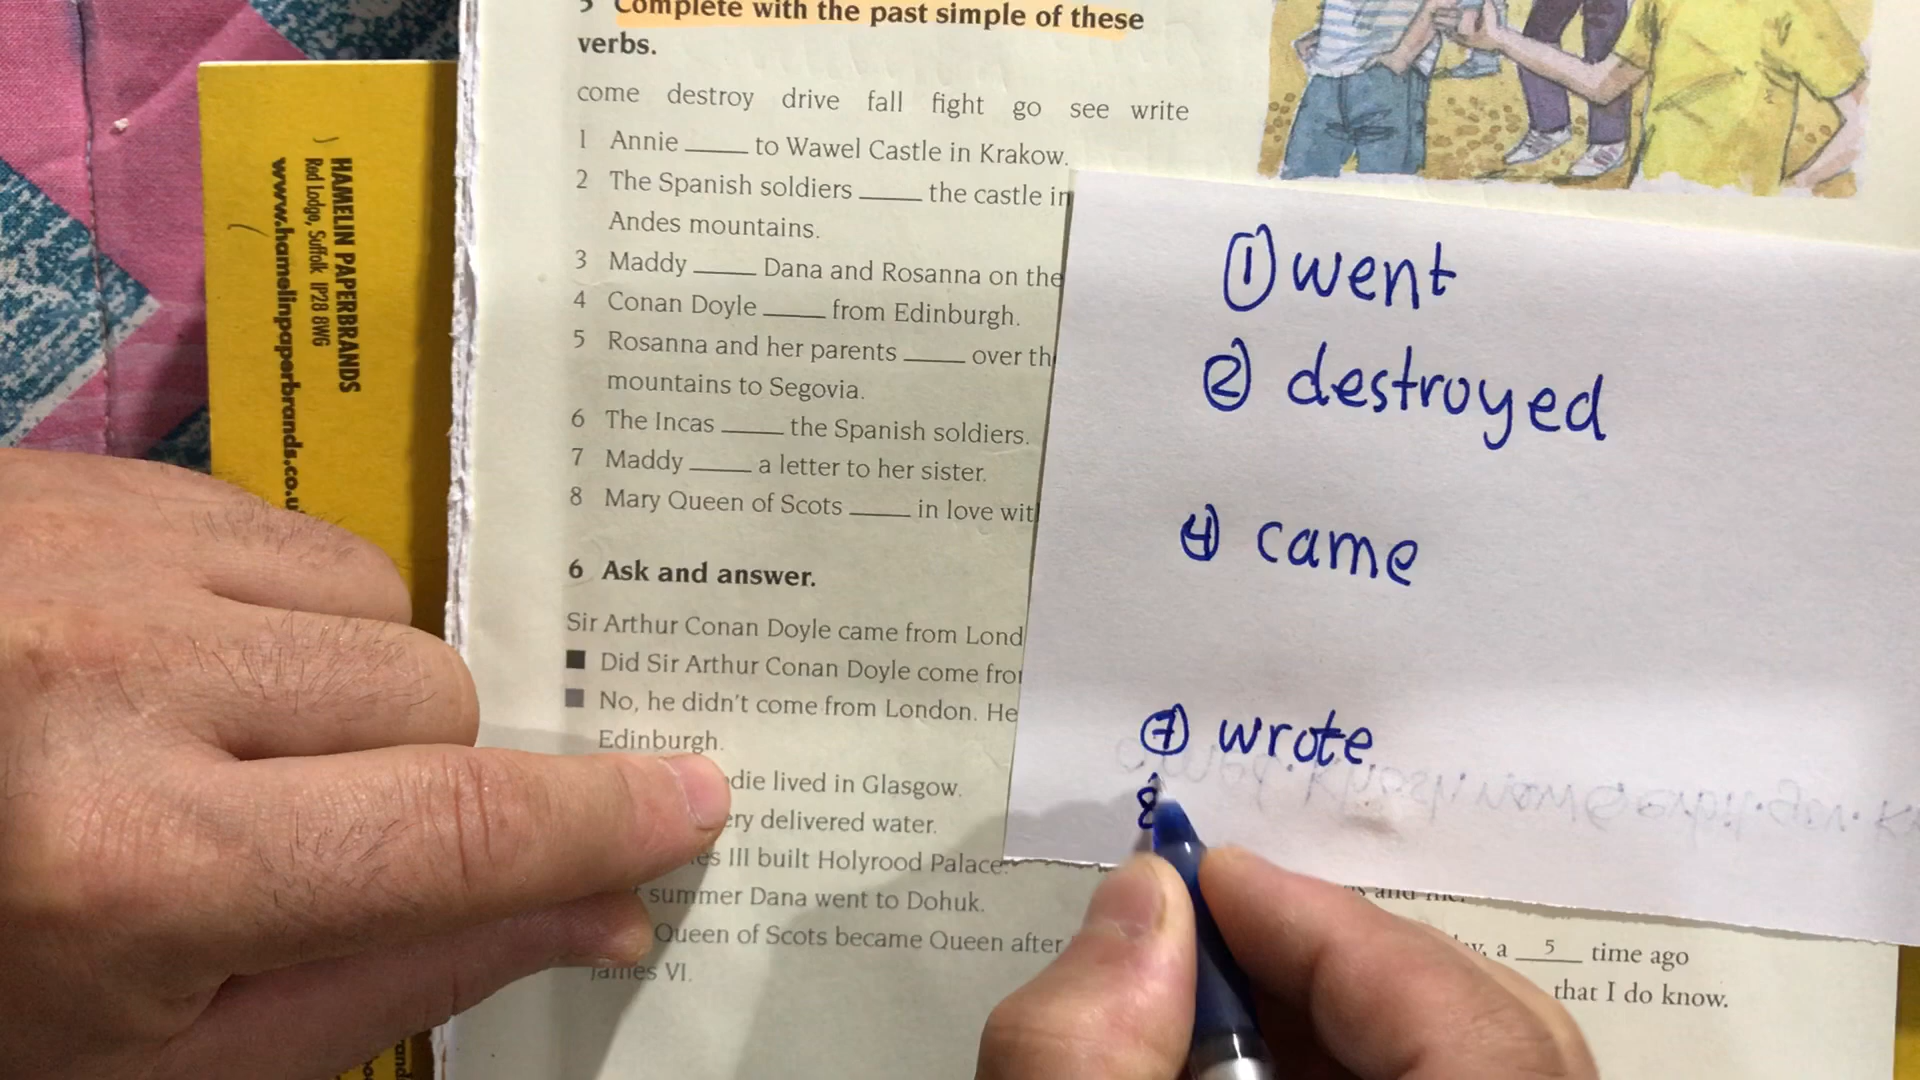 5 Complete with the past simple of these
verbs.
come destroy drive fall fight go see write
1 Annie _____ to Wawel Castle in Krakow.
2 The Spanish soldiers _____ the castle in
Andes mountains.
3 Maddy _____ Dana and Rosanna on the
4 Conan Doyle _____ from Edinburgh.
5 Rosanna and her parents _____ over th
mountains to Segovia.
6 The Incas _____ the Spanish soldiers.
7 Maddy _____ a letter to her sister.
8 Mary Queen of Scots _____ in love wit
6 Ask and answer.
Sir Arthur Conan Doyle came from Lond
Did Sir Arthur Conan Doyle come fro
No, he didn't come from London. He
Edinburgh.
die lived in Glasgow.
ery delivered water.
es III built Holyrood Palace.
summer Dana went to Dohuk.
Queen of Scots became Queen after
James VI.
① went
② destroyed
④ came
⑦ wrote
8
a 5 time ago
that I do know.
HAMELIN PAPERBRANDS
Red Lodge, Suffolk IP28 8WG
www.hamelinpaperbrands.co.u